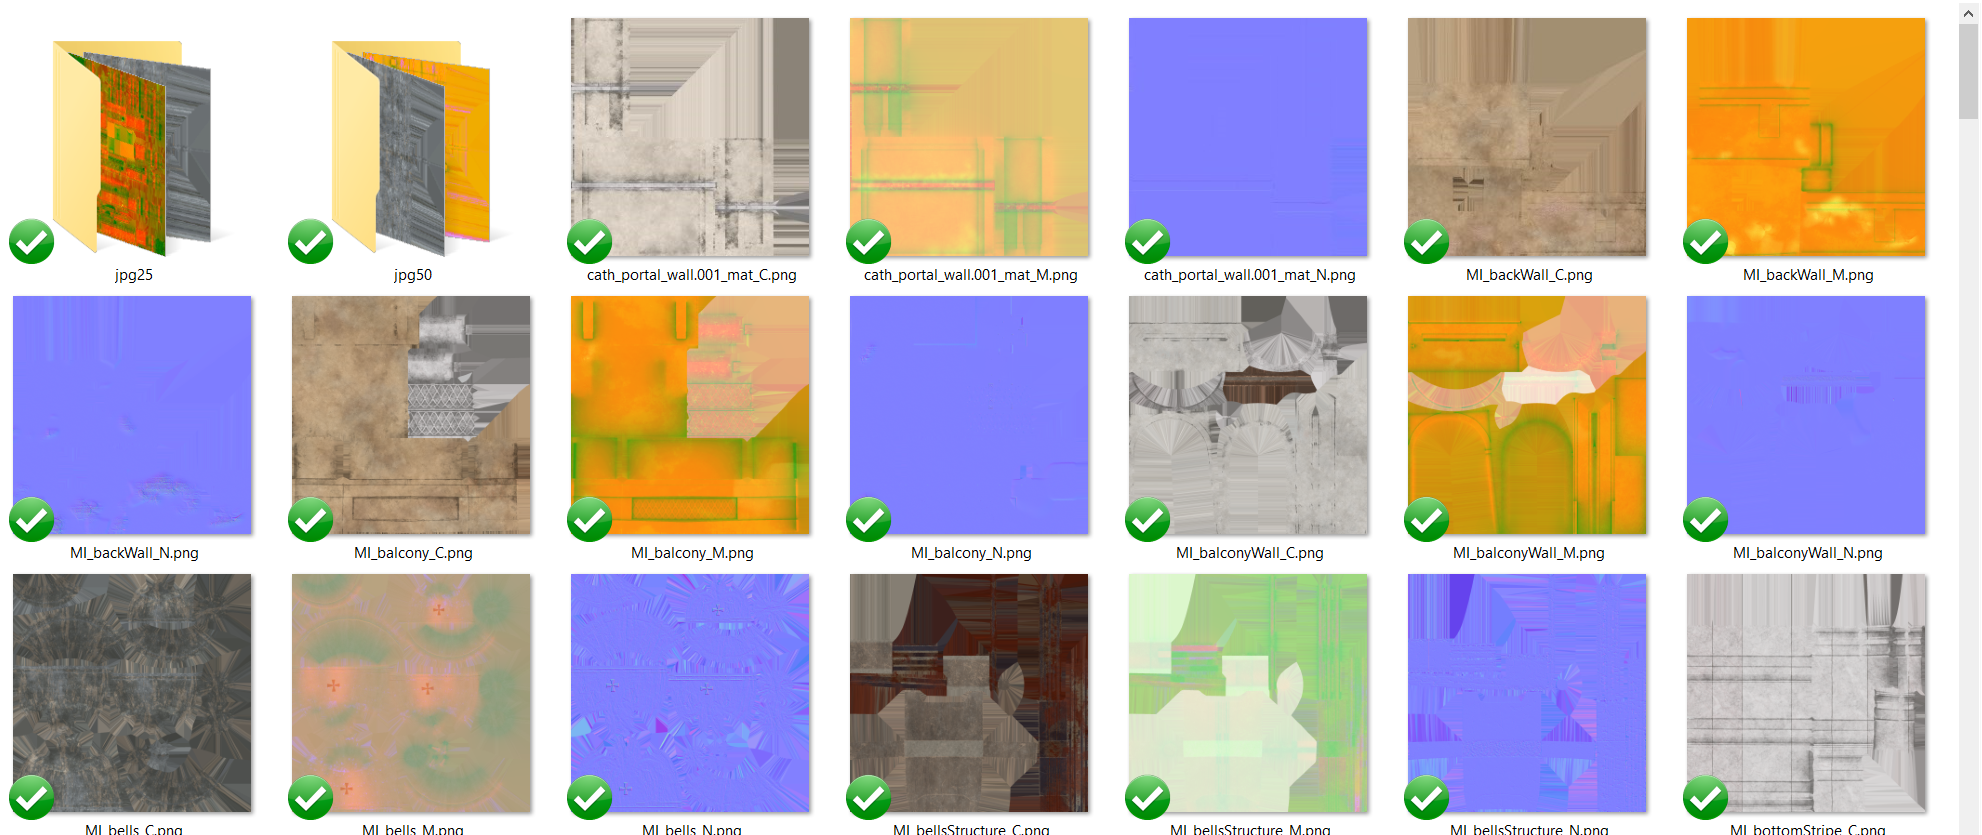 jpg25
jpg50
cath_portal_wall.001_mat_C.png
cath_portal_wall.001_mat_M.png
cath_portal_wall.001_mat_N.png
MI_backWall_C.png
MI_backWall_M.png
MI_backWall_N.png
MI_balcony_C.png
MI_balcony_M.png
MI_balcony_N.png
MI_balconyWall_C.png
MI_balconyWall_M.png
MI_balconyWall_N.png
MI_bells_C.png
MI_bells_M.png
MI_bells_N.png
MI_bellsStructure_C.png
MI_bellsStructure_M.png
MI_bellsStructure_N.png
MI_bottomStripe_C.png